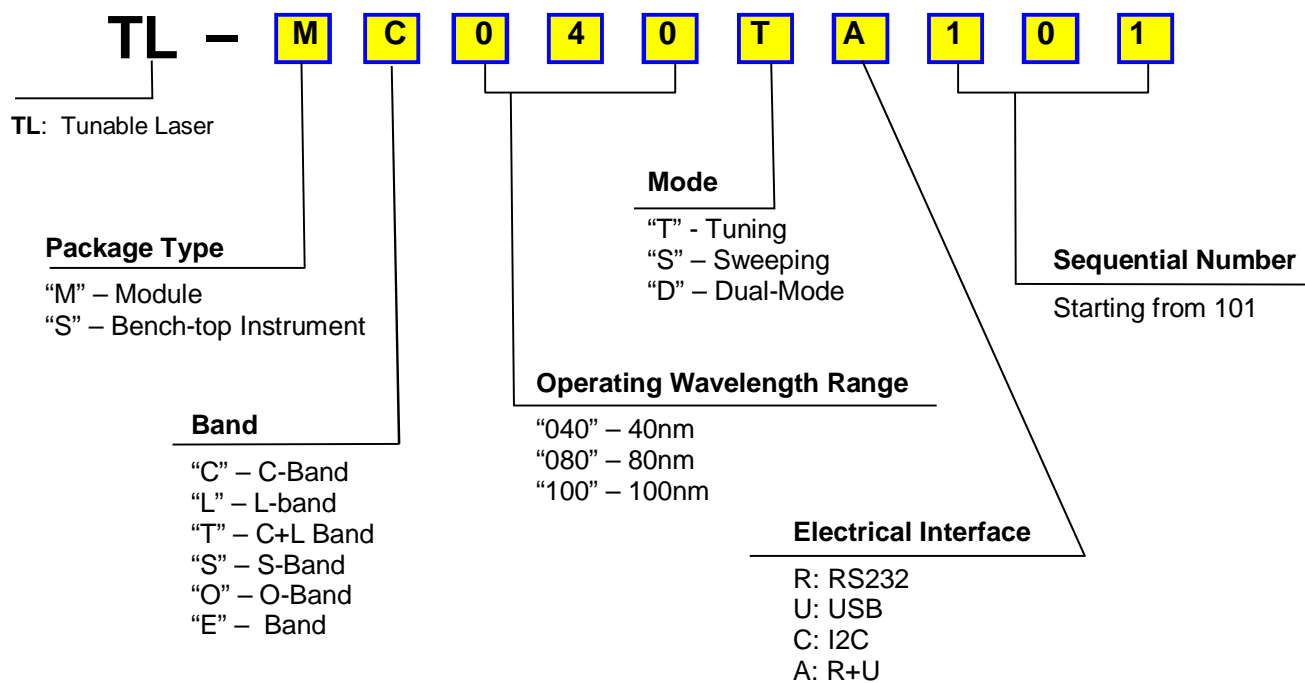 TL – M C 0 4 0 T A 1 0 1
TL: Tunable Laser
Package Type
“M” – Module
“S” – Bench-top Instrument
Band
“C” – C-Band
“L” – L-band
“T” – C+L Band
“S” – S-Band
“O” – O-Band
“E” – Band
Operating Wavelength Range
“040” – 40nm
“080” – 80nm
“100” – 100nm
Mode
“T” - Tuning
“S” – Sweeping
“D” – Dual-Mode
Electrical Interface
R: RS232
U: USB
C: I2C
A: R+U
Sequential Number
Starting from 101